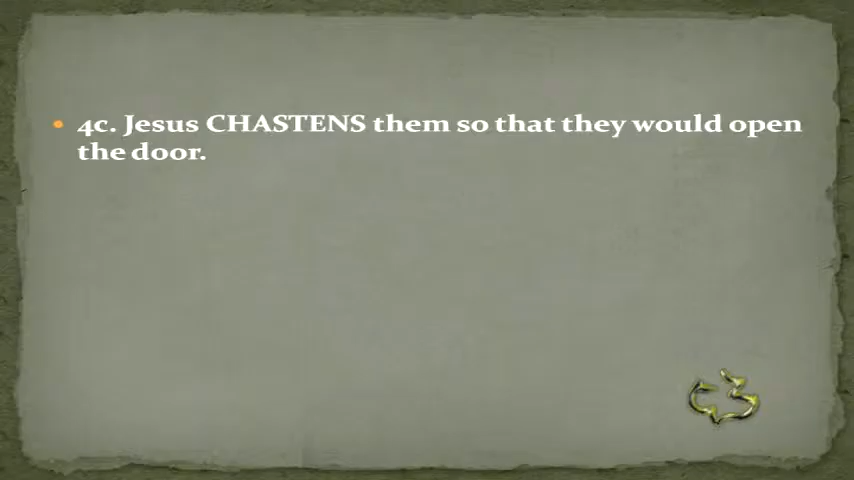 • 4c. Jesus CHASTENS them so that they would open
the door.